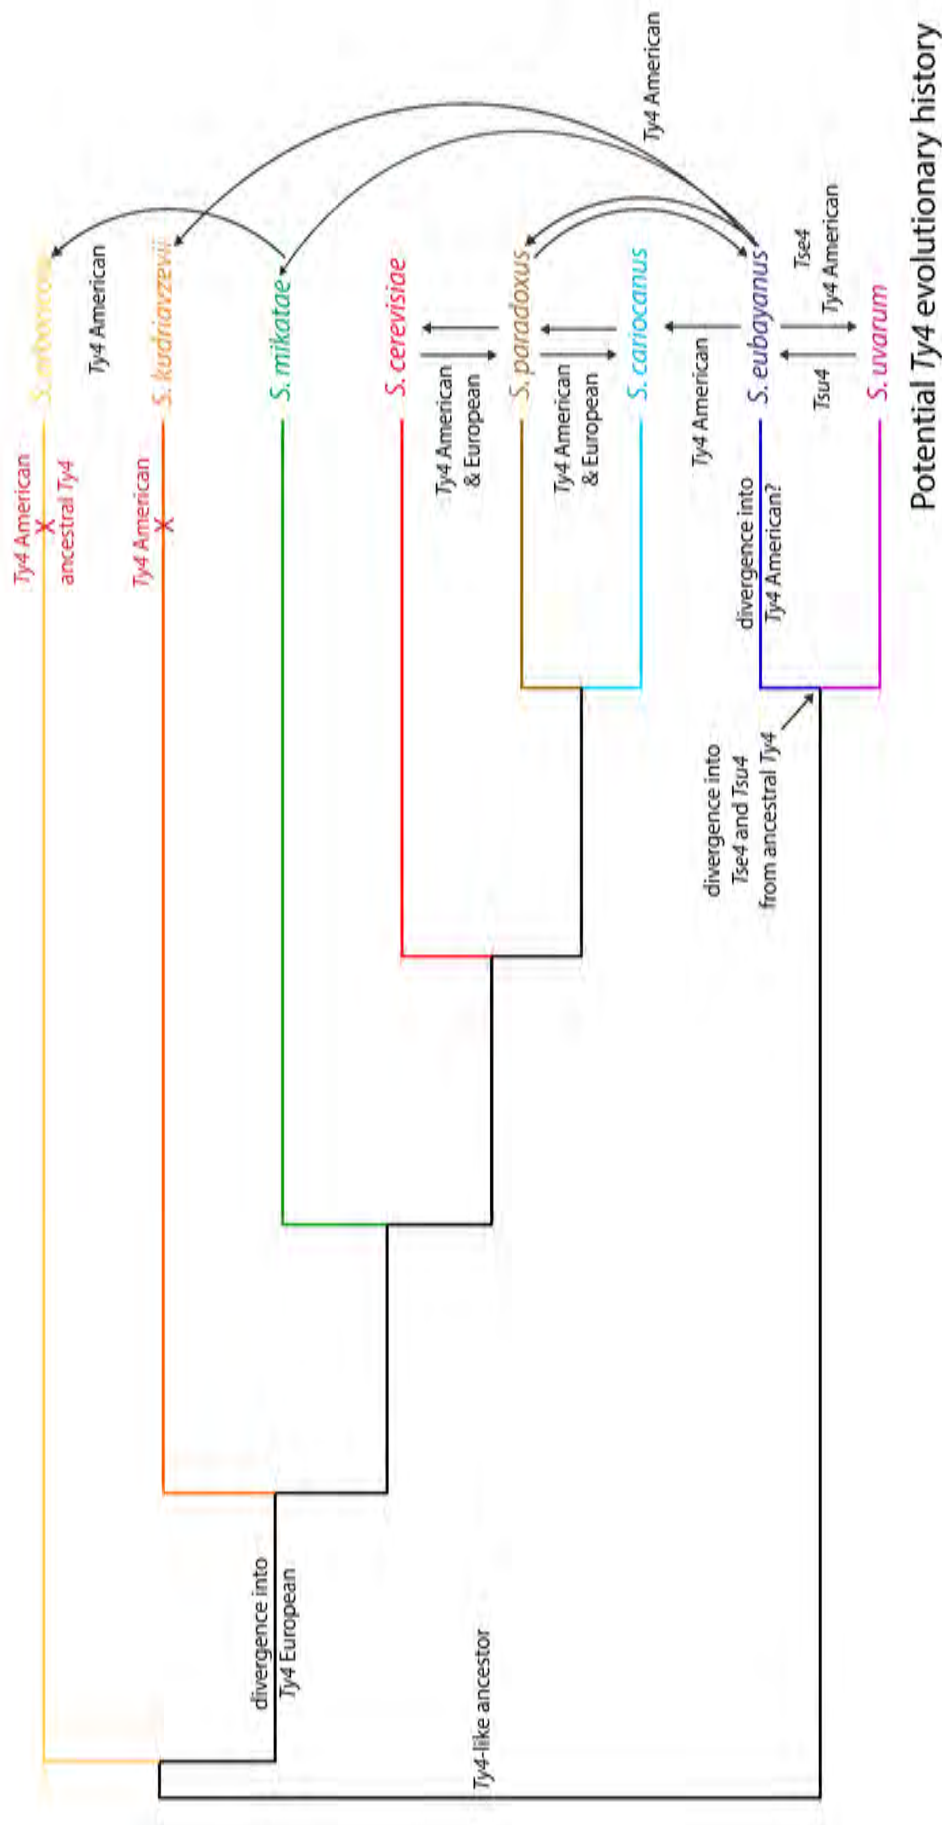 Ty4 American
X
ancestral Ty4
S.
Ty4 American
Ty4 American
X
S. kudriavzevii
S. mikatae
S. cerevisiae
Ty4 American
& European
S. paradoxus
Ty4 American
& European
S. cariocanus
Ty4 American
Ty4 American
divergence into
Ty4 American?
S. eubayanus
Tse4
Ty4 American
Tsu4
S. uvarum
divergence into
Tse4 and Tsu4
from ancestral Ty4
divergence into
Ty4 European
Ty4-like ancestor
Potential Ty4 evolutionary history